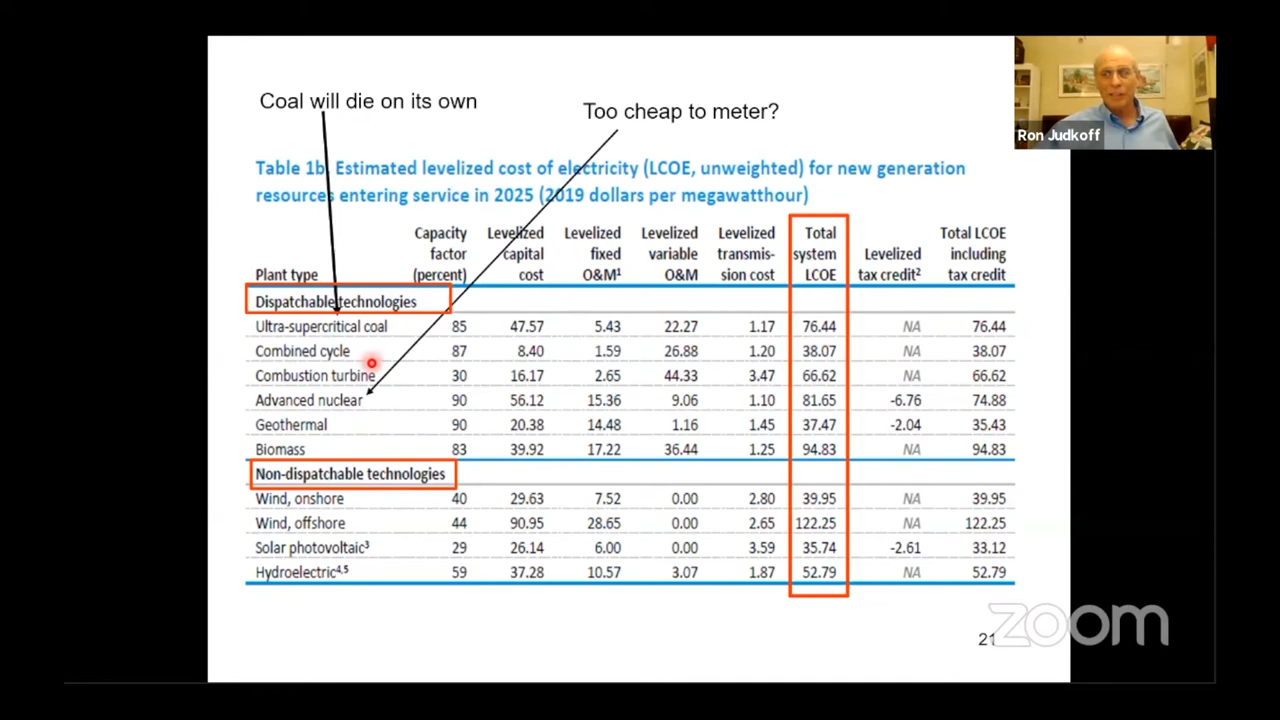 Coal will die on its own
Too cheap to meter?
Ron Judkoff
Table 1b. Estimated levelized cost of electricity (LCOE, unweighted) for new generation
resources entering service in 2025 (2019 dollars per megawatthour)
Plant type Capacity factor (percent) Levelized capital cost Levelized fixed O&M¹ Levelized variable O&M Levelized transmis-sion cost Total system LCOE Levelized tax credit² Total LCOE including tax credit
Dispatchable technologies
Ultra-supercritical coal 85 47.57 5.43 22.27 1.17 76.44 NA 76.44
Combined cycle 87 8.40 1.59 26.88 1.20 38.07 NA 38.07
Combustion turbine 30 16.17 2.65 44.33 3.47 66.62 NA 66.62
Advanced nuclear 90 56.12 15.36 9.06 1.10 81.65 -6.76 74.88
Geothermal 90 20.38 14.48 1.16 1.45 37.47 -2.04 35.43
Biomass 83 39.92 17.22 36.44 1.25 94.83 NA 94.83
Non-dispatchable technologies
Wind, onshore 40 29.63 7.52 0.00 2.80 39.95 NA 39.95
Wind, offshore 44 90.95 28.65 0.00 2.65 122.25 NA 122.25
Solar photovoltaic³ 29 26.14 6.00 0.00 3.59 35.74 -2.61 33.12
Hydroelectric⁴,⁵ 59 37.28 10.57 3.07 1.87 52.79 NA 52.79
21
zoom